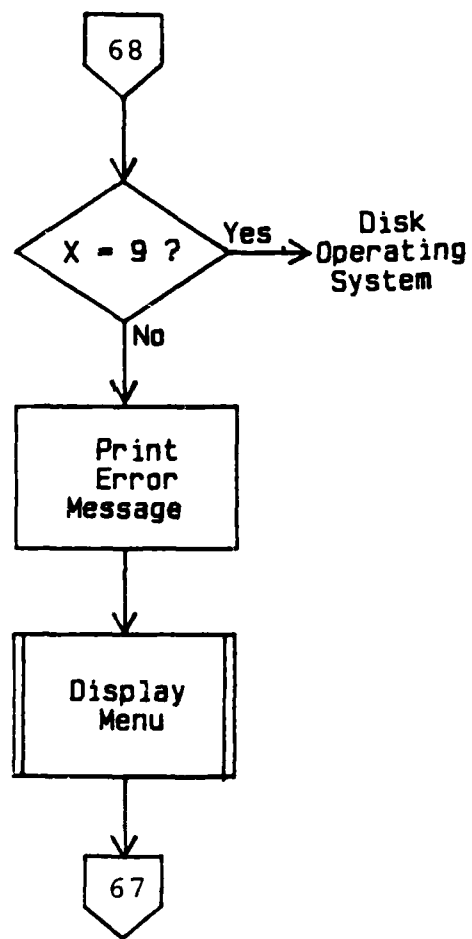 68
X = 9 ?
Yes
Disk
Operating
System
No
Print
Error
Message
Display
Menu
67